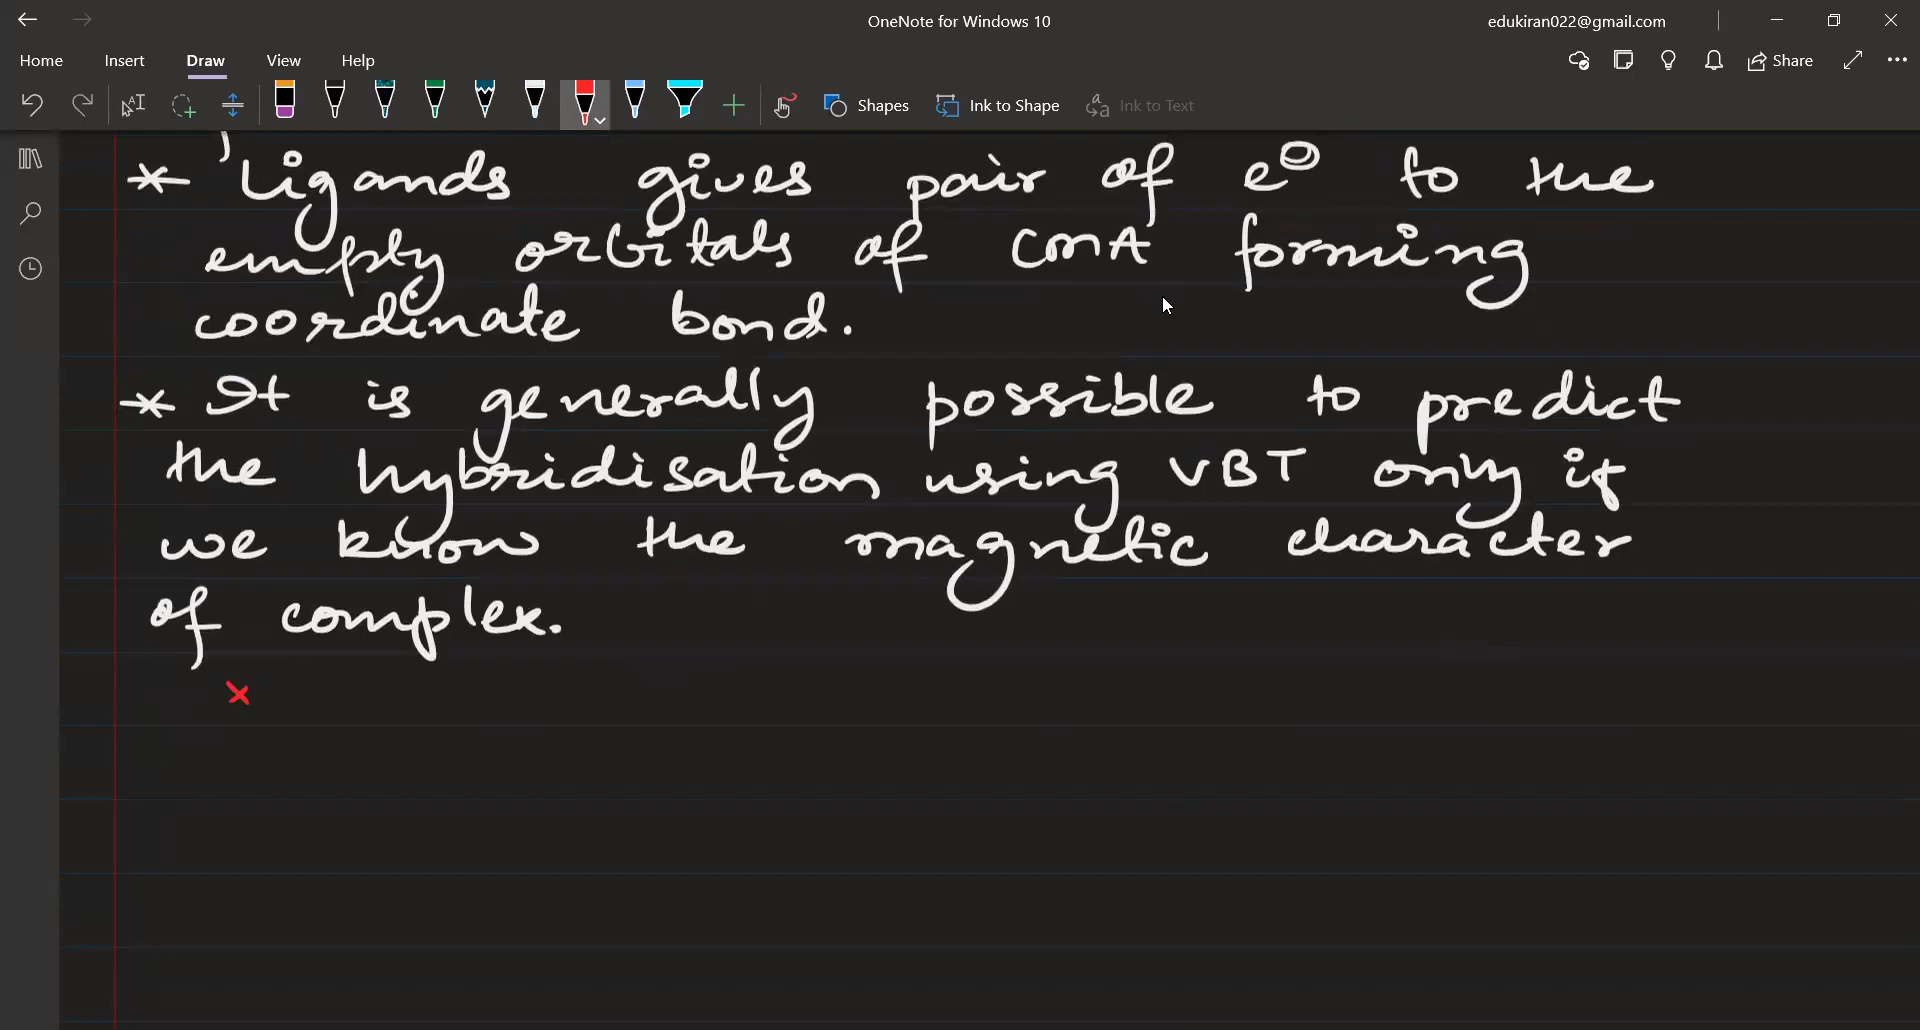 OneNote for Windows 10
edukiran022@gmail.com
Home Insert Draw View Help
Share
Shapes Ink to Shape Ink to Text
* Ligands gives pair of e⊖ to the
empty orbitals of CMA forming
coordinate bond.
* It is generally possible to predict
the hybridisation using VBT only if
we know the magnetic character
of complex.
×